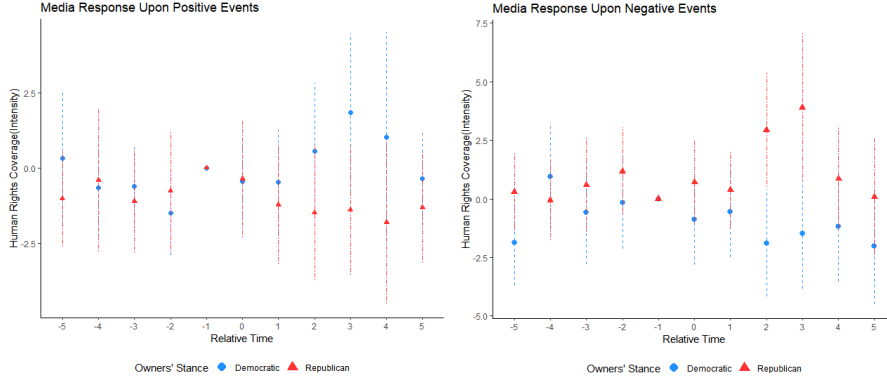 Media Response Upon Positive Events
Human Rights Coverage(Intensity)
2.5
0.0
-2.5
-5 -4 -3 -2 -1 0 1 2 3 4 5
Relative Time
Owners' Stance Democratic Republican
Media Response Upon Negative Events
Human Rights Coverage(Intensity)
7.5
5.0
2.5
0.0
-2.5
-5.0
-5 -4 -3 -2 -1 0 1 2 3 4 5
Relative Time
Owners' Stance Democratic Republican